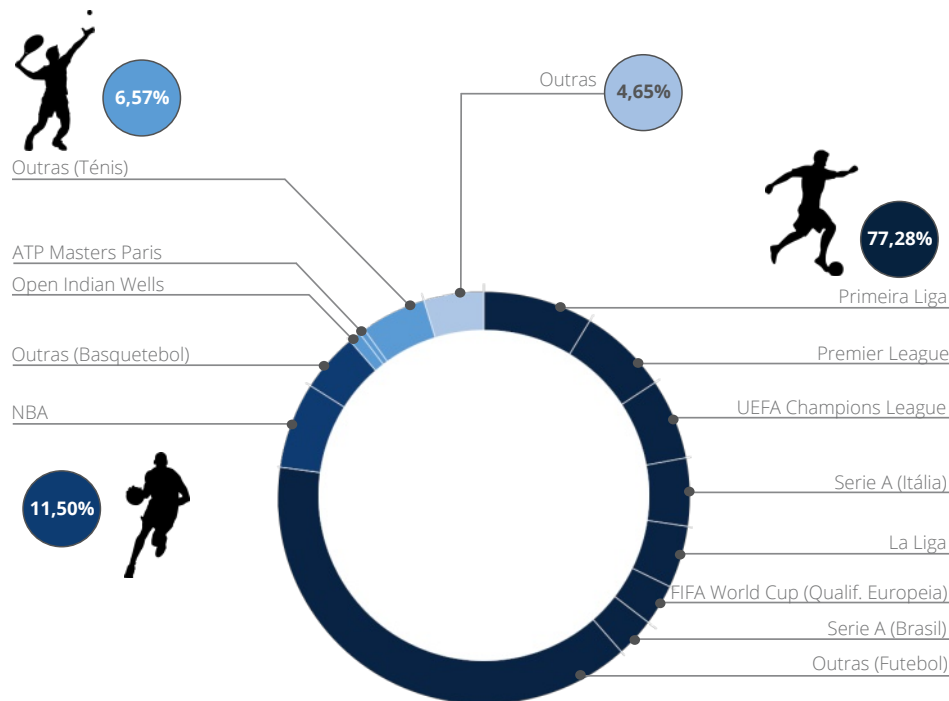 6,57%
Outras
4,65%
Outras (Ténis)
77,28%
ATP Masters Paris
Open Indian Wells
Primeira Liga
Outras (Basquetebol)
Premier League
NBA
UEFA Champions League
11,50%
Serie A (Itália)
La Liga
FIFA World Cup (Qualif. Europeia)
Serie A (Brasil)
Outras (Futebol)